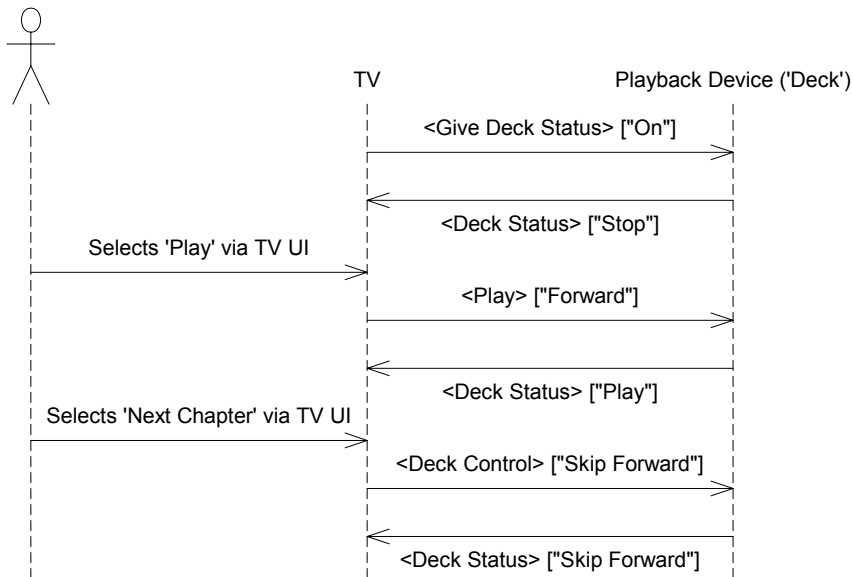 TV
Playback Device ('Deck')
<Give Deck Status> ["On"]
<Deck Status> ["Stop"]
Selects 'Play' via TV UI
<Play> ["Forward"]
<Deck Status> ["Play"]
Selects 'Next Chapter' via TV UI
<Deck Control> ["Skip Forward"]
<Deck Status> ["Skip Forward"]